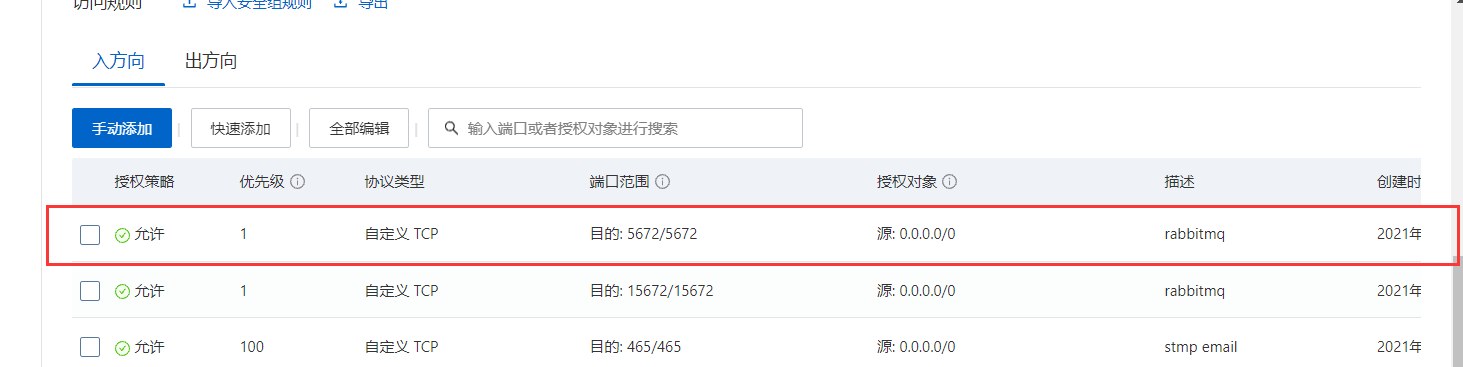 访问规则 导入安全组规则 导出
入方向 出方向
手动添加 快速添加 全部编辑 输入端口或者授权对象进行搜索
授权策略 优先级 协议类型 端口范围 授权对象 描述 创建时
允许 1 自定义 TCP 目的: 5672/5672 源: 0.0.0.0/0 rabbitmq 2021年
允许 1 自定义 TCP 目的: 15672/15672 源: 0.0.0.0/0 rabbitmq 2021年
允许 100 自定义 TCP 目的: 465/465 源: 0.0.0.0/0 stmp email 2021年